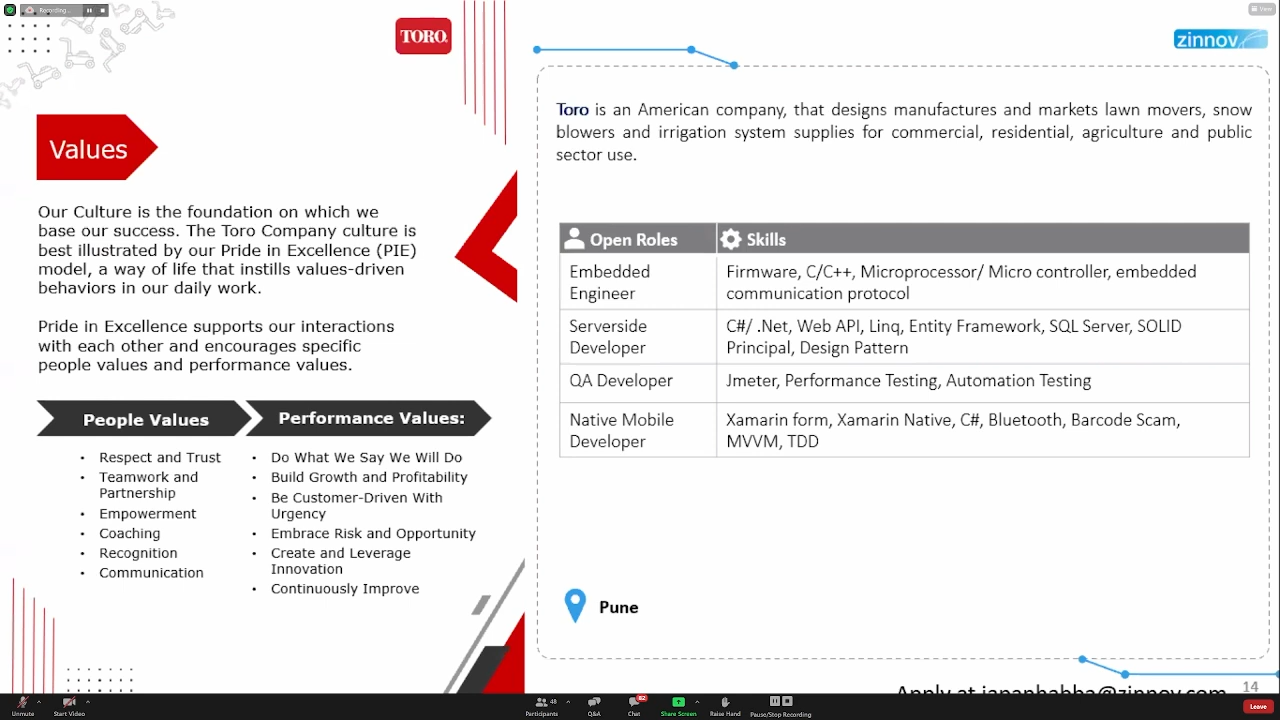 Recording...
View
TORO.
zinnov
Values
Our Culture is the foundation on which we
base our success. The Toro Company culture is
best illustrated by our Pride in Excellence (PIE)
model, a way of life that instills values-driven
behaviors in our daily work.
Pride in Excellence supports our interactions
with each other and encourages specific
people values and performance values.
People Values
Respect and Trust
Teamwork and
Partnership
Empowerment
Coaching
Recognition
Communication
Performance Values:
Do What We Say We Will Do
Build Growth and Profitability
Be Customer-Driven With
Urgency
Embrace Risk and Opportunity
Create and Leverage
Innovation
Continuously Improve
Toro is an American company, that designs manufactures and markets lawn movers, snow
blowers and irrigation system supplies for commercial, residential, agriculture and public
sector use.
Open Roles Skills
Embedded
Engineer
Firmware, C/C++, Microprocessor/ Micro controller, embedded
communication protocol
Serverside
Developer
C#/ .Net, Web API, Linq, Entity Framework, SQL Server, SOLID
Principal, Design Pattern
QA Developer
Jmeter, Performance Testing, Automation Testing
Native Mobile
Developer
Xamarin form, Xamarin Native, C#, Bluetooth, Barcode Scam,
MVVM, TDD
Pune
Apply at @zinnov.com
14
Unmute
Start Video
Participants 48
Q&A
Chat
Share Screen
Raise Hand
Pause/Stop Recording
Leave